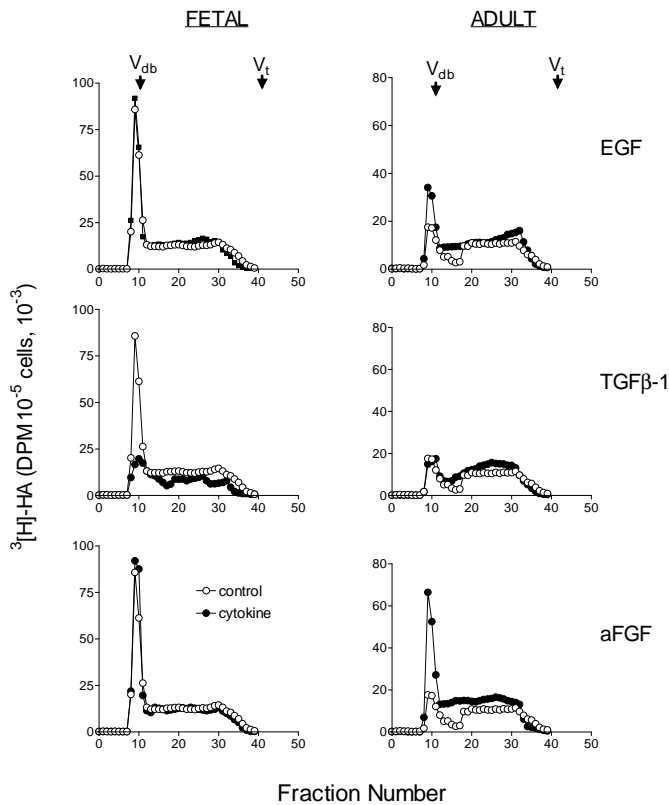 FETAL ADULT
V_db V_t V_db V_t
100 75 50 25 0
0 10 20 30 40 50
80 60 40 20 0
0 10 20 30 40 50
EGF
100 75 50 25 0
0 10 20 30 40 50
80 60 40 20 0
0 10 20 30 40 50
TGFβ-1
100 75 50 25 0
0 10 20 30 40 50
control
cytokine
80 60 40 20 0
0 10 20 30 40 50
aFGF
³[H]-HA (DPM10⁻⁵ cells, 10⁻³)
Fraction Number